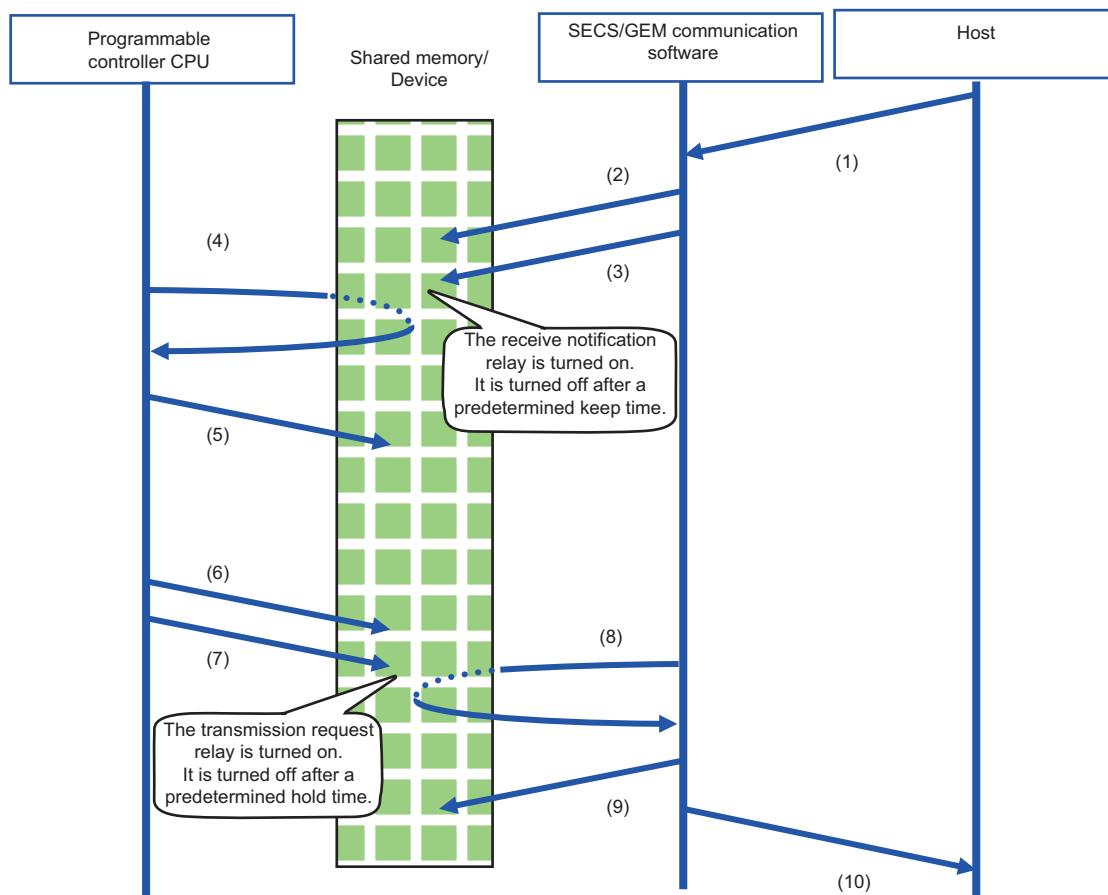 Programmable
controller CPU
Shared memory/
Device
SECS/GEM communication
software
Host
(1)
(2)
(3)
(4)
The receive notification
relay is turned on.
It is turned off after a
predetermined keep time.
(5)
(6)
(7)
(8)
The transmission request
relay is turned on.
It is turned off after a
predetermined hold time.
(9)
(10)